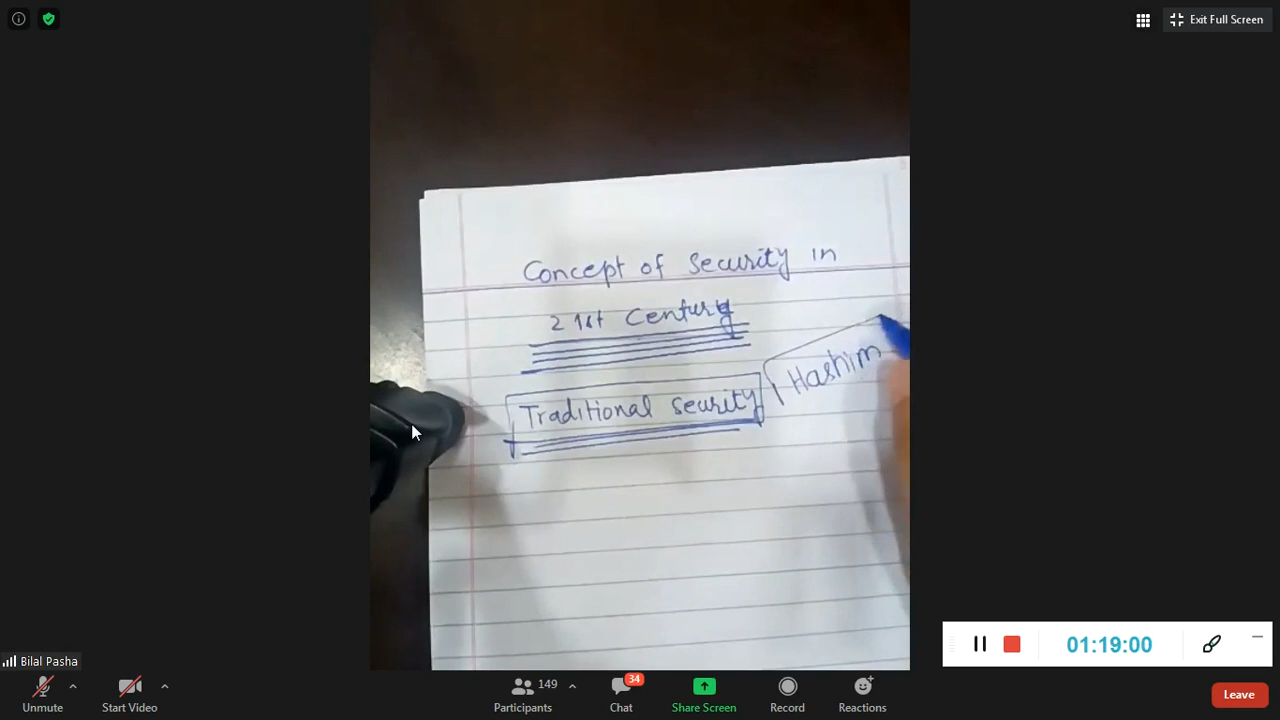 Exit Full Screen
Concept of Security in
21st Century
Hashim
Traditional seurity
01:19:00
Bilal Pasha
Unmute
Start Video
149
Participants
34
Chat
Share Screen
Record
Reactions
Leave